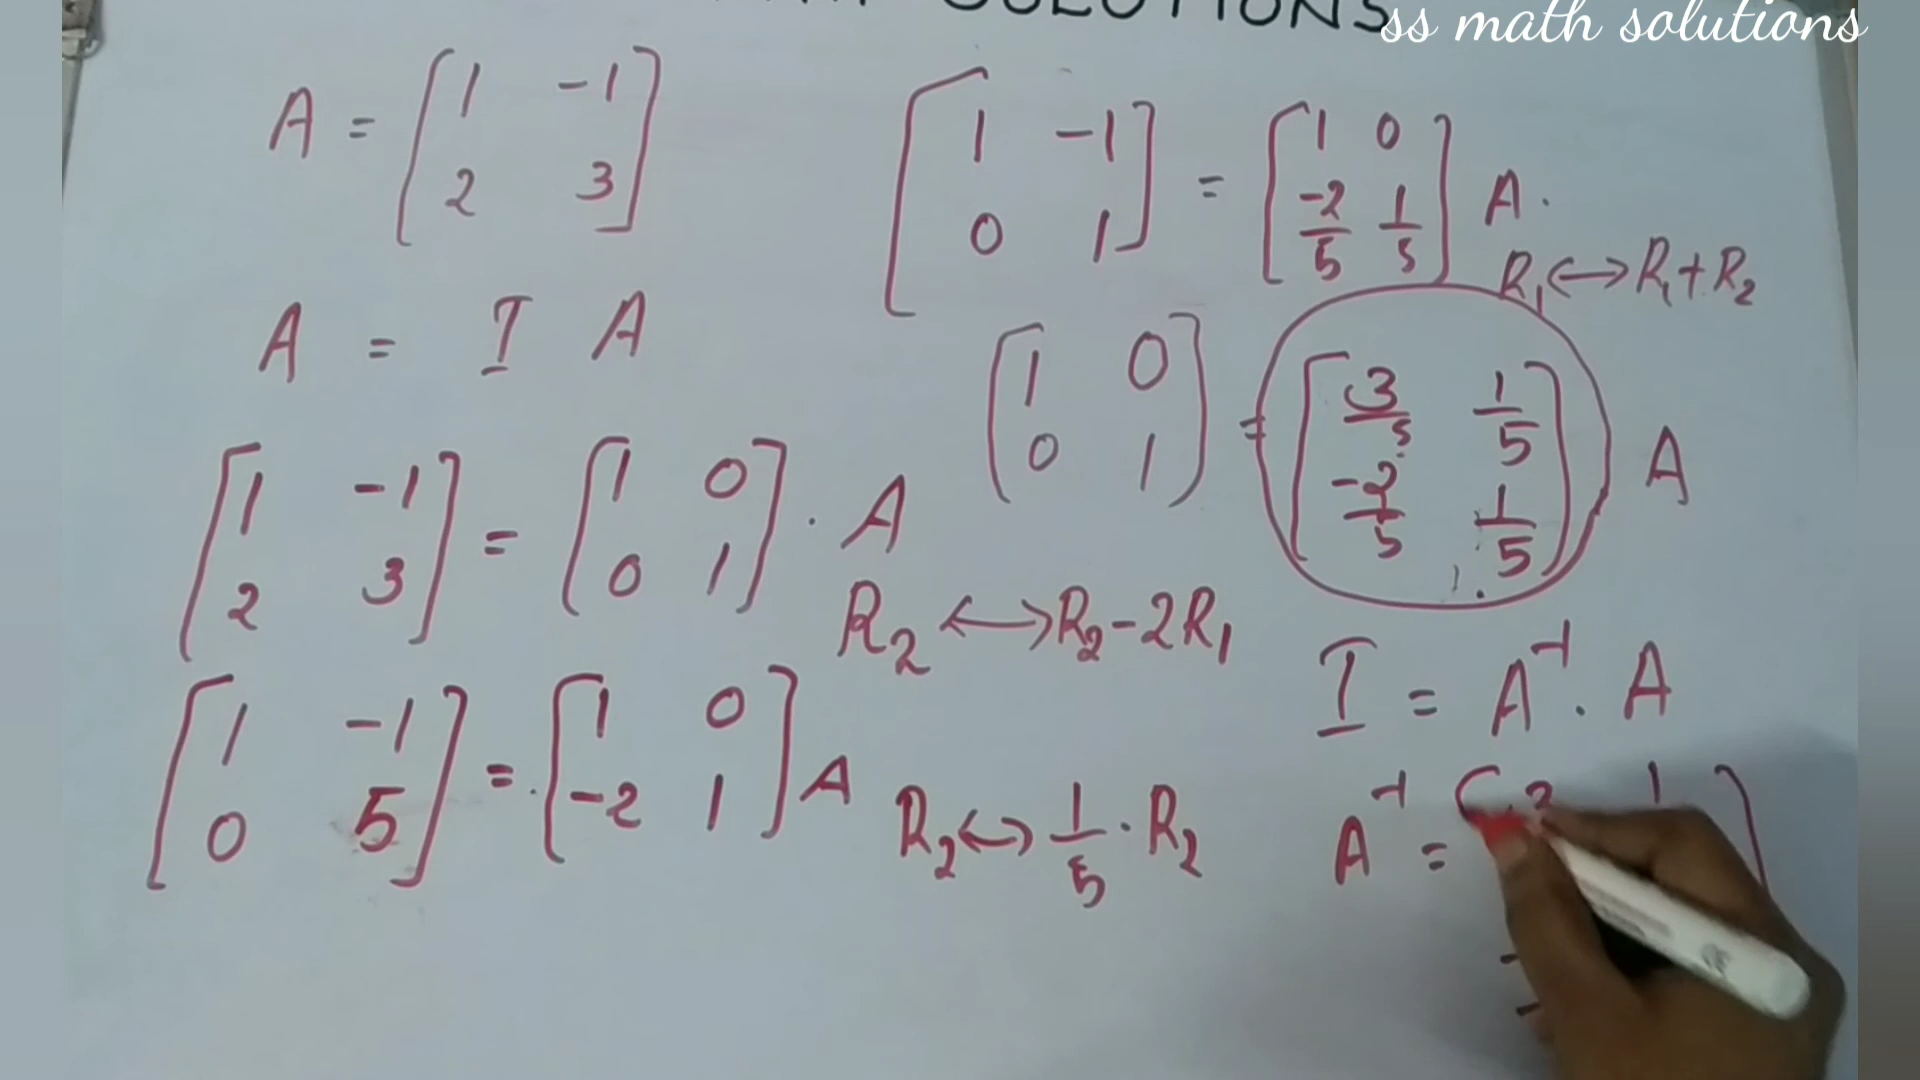 SOLUTIONS
ss math solutions
A = [1 -1
2 3]
A = I A
[1 -1
2 3] = [1 0
0 1] . A
R₂ ↔ R₂ - 2R₁
[1 -1
0 5] = [1 0
-2 1] A
R₂ ↔ 1/5 · R₂
[1 -1
0 1] = [1 0
-2/5 1/5] A.
R₁ ↔ R₁ + R₂
[1 0
0 1] = [3/5 1/5
-2/5 1/5] A
I = A⁻¹ . A
A⁻¹ =